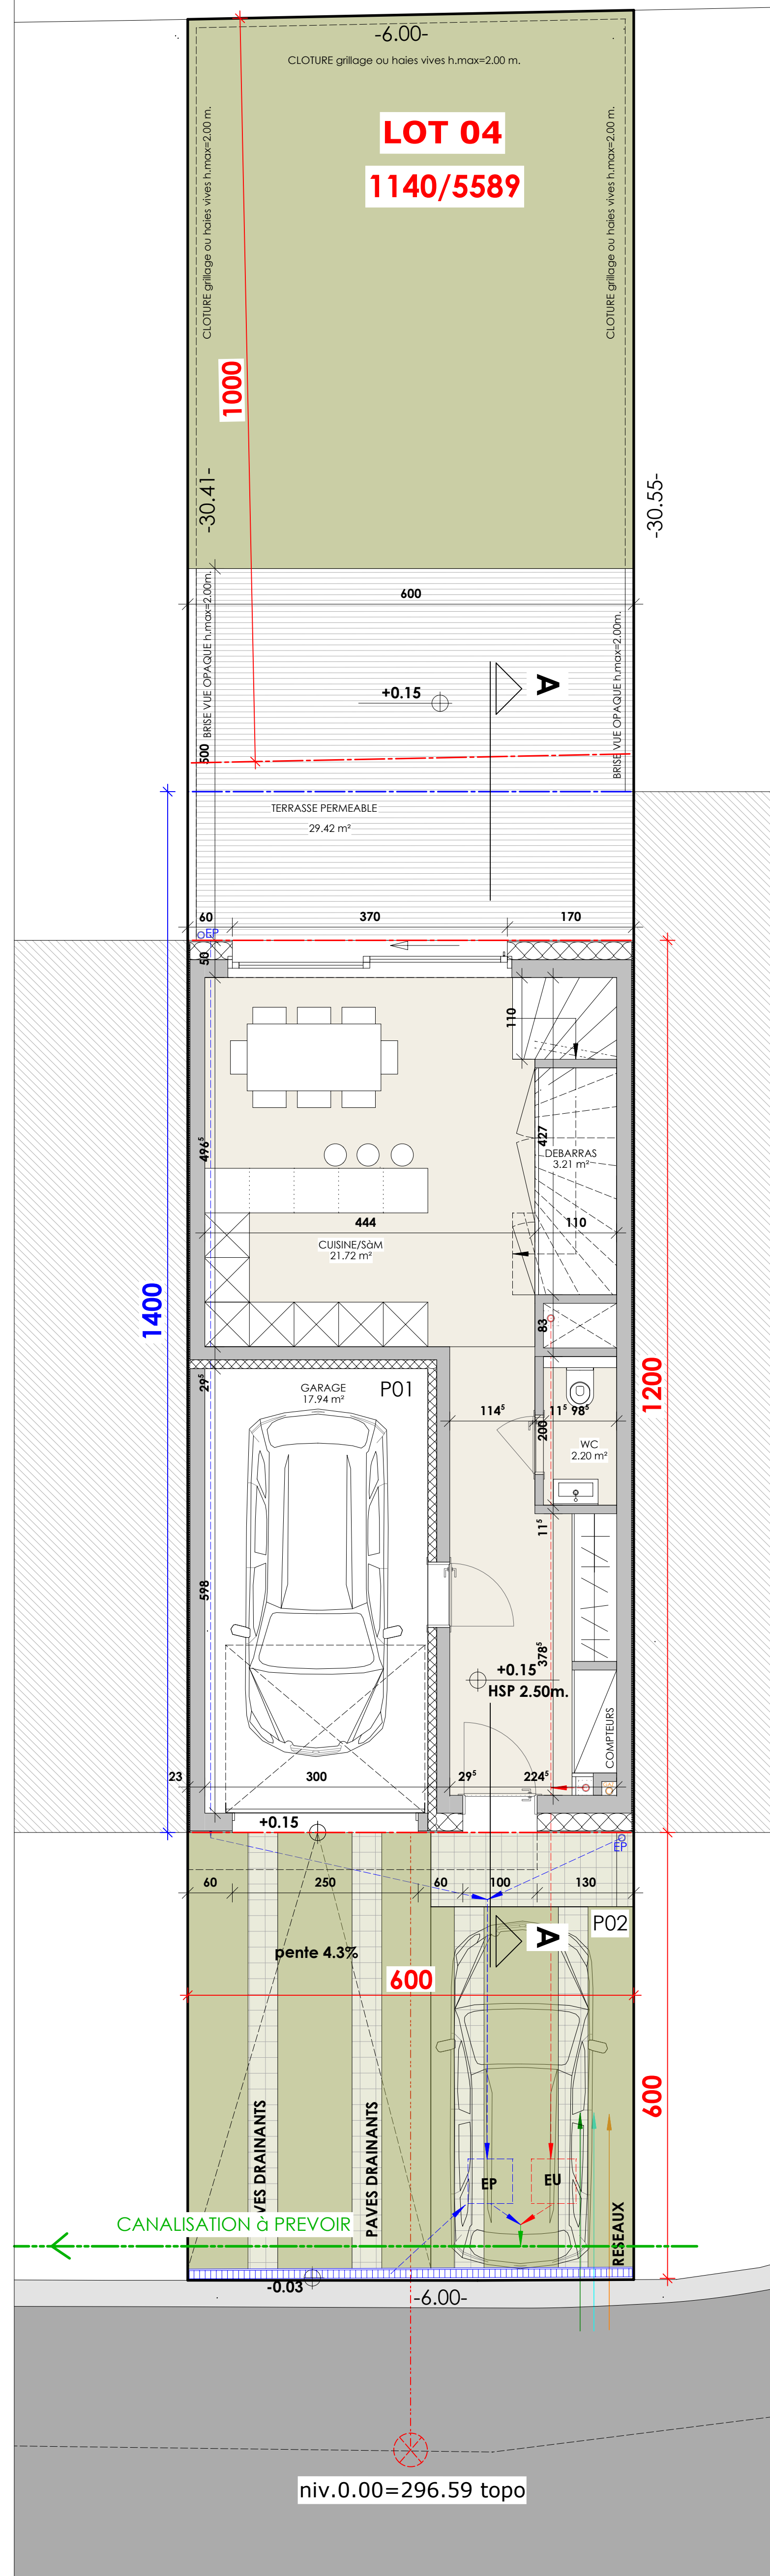 -6.00-
CLOTURE grillage ou haies vives h.max=2.00 m.
CLOTURE grillage ou haies vives h.max=2.00 m.
CLOTURE grillage ou haies vives h.max=2.00 m.
LOT 04
1140/5589
1000
-30.41-
-30.55-
BRISE VUE OPAQUE h.max=2.00m.
600
BRISE VUE OPAQUE h.max=2.00m.
+0.15
A
500
TERRASSE PERMEABLE
29.42 m²
60
370
170
EP
50
110
496⁵
427
DEBARRAS
3.21 m²
444
110
CUISINE/SàM
21.72 m²
1400
83
1200
29⁵
GARAGE
17.94 m²
P01
114⁵
11⁵
98⁵
200
WC
2.20 m²
11⁵
598
378⁵
+0.15
HSP 2.50m.
COMPTEURS
23
300
29⁵
224⁵
+0.15
EP
60
250
60
100
130
P02
A
pente 4.3%
600
600
VES DRAINANTS
PAVES DRAINANTS
EP
EU
RESEAUX
CANALISATION à PREVOIR
-0.03
-6.00-
niv.0.00=296.59 topo